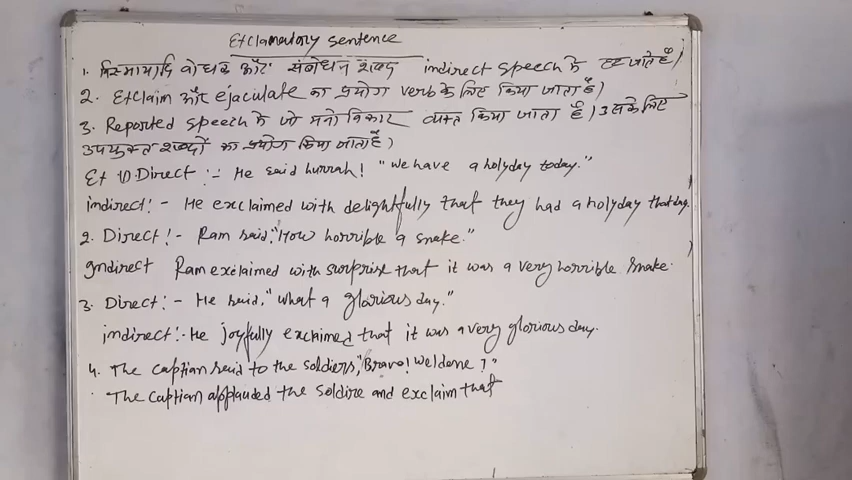 Exclamatory sentence
1. विस्मयादि बोधक और संबोधन शब्द indirect speech में हट जाते हैं।
2. Exclaim और ejaculate का प्रयोग verb के लिए किया जाता है।
3. Reported speech में जो मनो विकार व्यक्त किया जाता है। उसके लिए
उपयुक्त शब्दों का प्रयोग किया जाता है।
Ex 1) Direct :- He said hurrah! "We have a holyday today."
indirect :- He exclaimed with delightfully that they had a holyday that day.
2. Direct :- Ram said, "How horrible a snake."
Indirect Ram exclaimed with surprise that it was a very horrible snake.
3. Direct :- He said, "What a glorious day."
indirect :- He joyfully exclaimed that it was a very glorious day.
4. The caption said to the soldiers, "Bravo! Weldone!"
The caption applauded the soldire and exclaim that